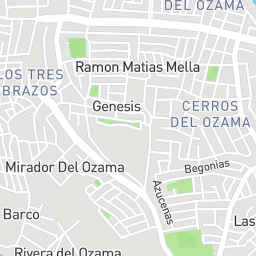 DEL OZAMA
Ramon Matias Mella
LOS TRES
BRAZOS
Genesis
CERROS
DEL OZAMA
Mirador Del Ozama
Begonias
Azucenas
Barco
Las
Rivera del Ozama